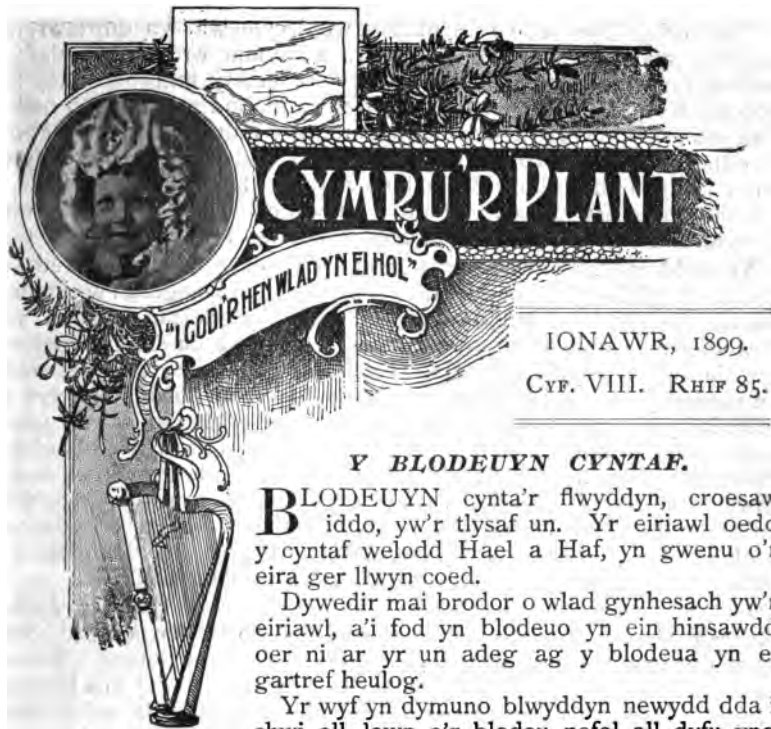 CYMRU'R PLANT
"I GODI'R HEN WLAD YN EI HOL"
IONAWR, 1899.
CYF. VIII. RHIF 85.
Y BLODEUYN CYNTAF.
BLODEUYN cynta'r flwyddyn, croesaw
iddo, yw'r tlysaf un. Yr eiriawl oedd
y cyntaf welodd Hael a Haf, yn gwenu o'r
eira ger llwyn coed.
Dywedir mai brodor o wlad gynhesach yw'r
eiriawl, a'i fod yn blodeuo yn ein hinsawdd
oer ni ar yr un adeg ag y blodeua yn ei
gartref heulog.
Yr wyf yn dymuno blwyddyn newydd dda i